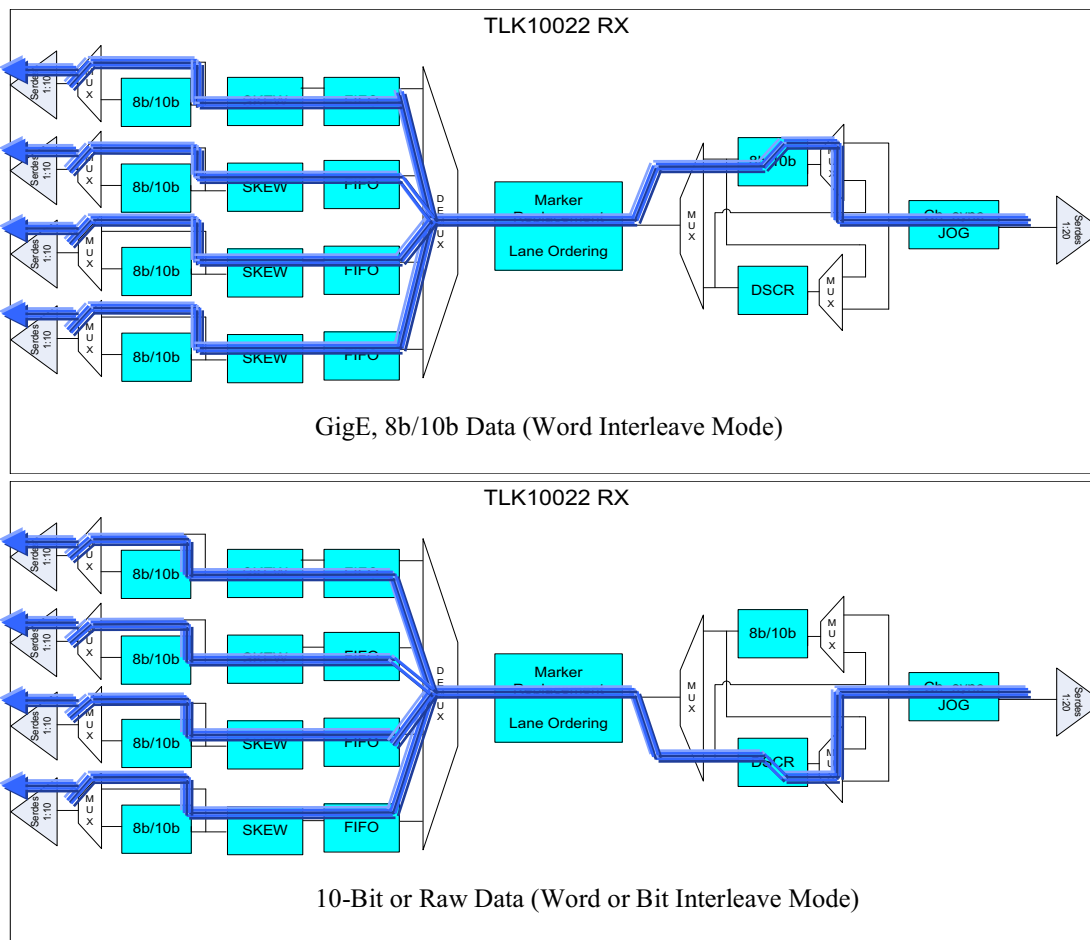 TLK10022 RX
Serdes
1:10
MUX
8b/10b
SKEW
FIFO
Serdes
1:10
MUX
8b/10b
SKEW
FIFO
Serdes
1:10
MUX
8b/10b
SKEW
FIFO
Serdes
1:10
MUX
8b/10b
SKEW
FIFO
Marker
Lane Ordering
MUX
8b/10b
MUX
DSCR
MUX
JOG
Serdes
1:20
GigE, 8b/10b Data (Word Interleave Mode)
TLK10022 RX
Serdes
1:10
MUX
8b/10b
SKEW
FIFO
Serdes
1:10
MUX
8b/10b
SKEW
FIFO
Serdes
1:10
MUX
8b/10b
SKEW
FIFO
Serdes
1:10
MUX
8b/10b
SKEW
FIFO
Marker
Lane Ordering
MUX
8b/10b
MUX
DSCR
MUX
JOG
Serdes
1:20
10-Bit or Raw Data (Word or Bit Interleave Mode)